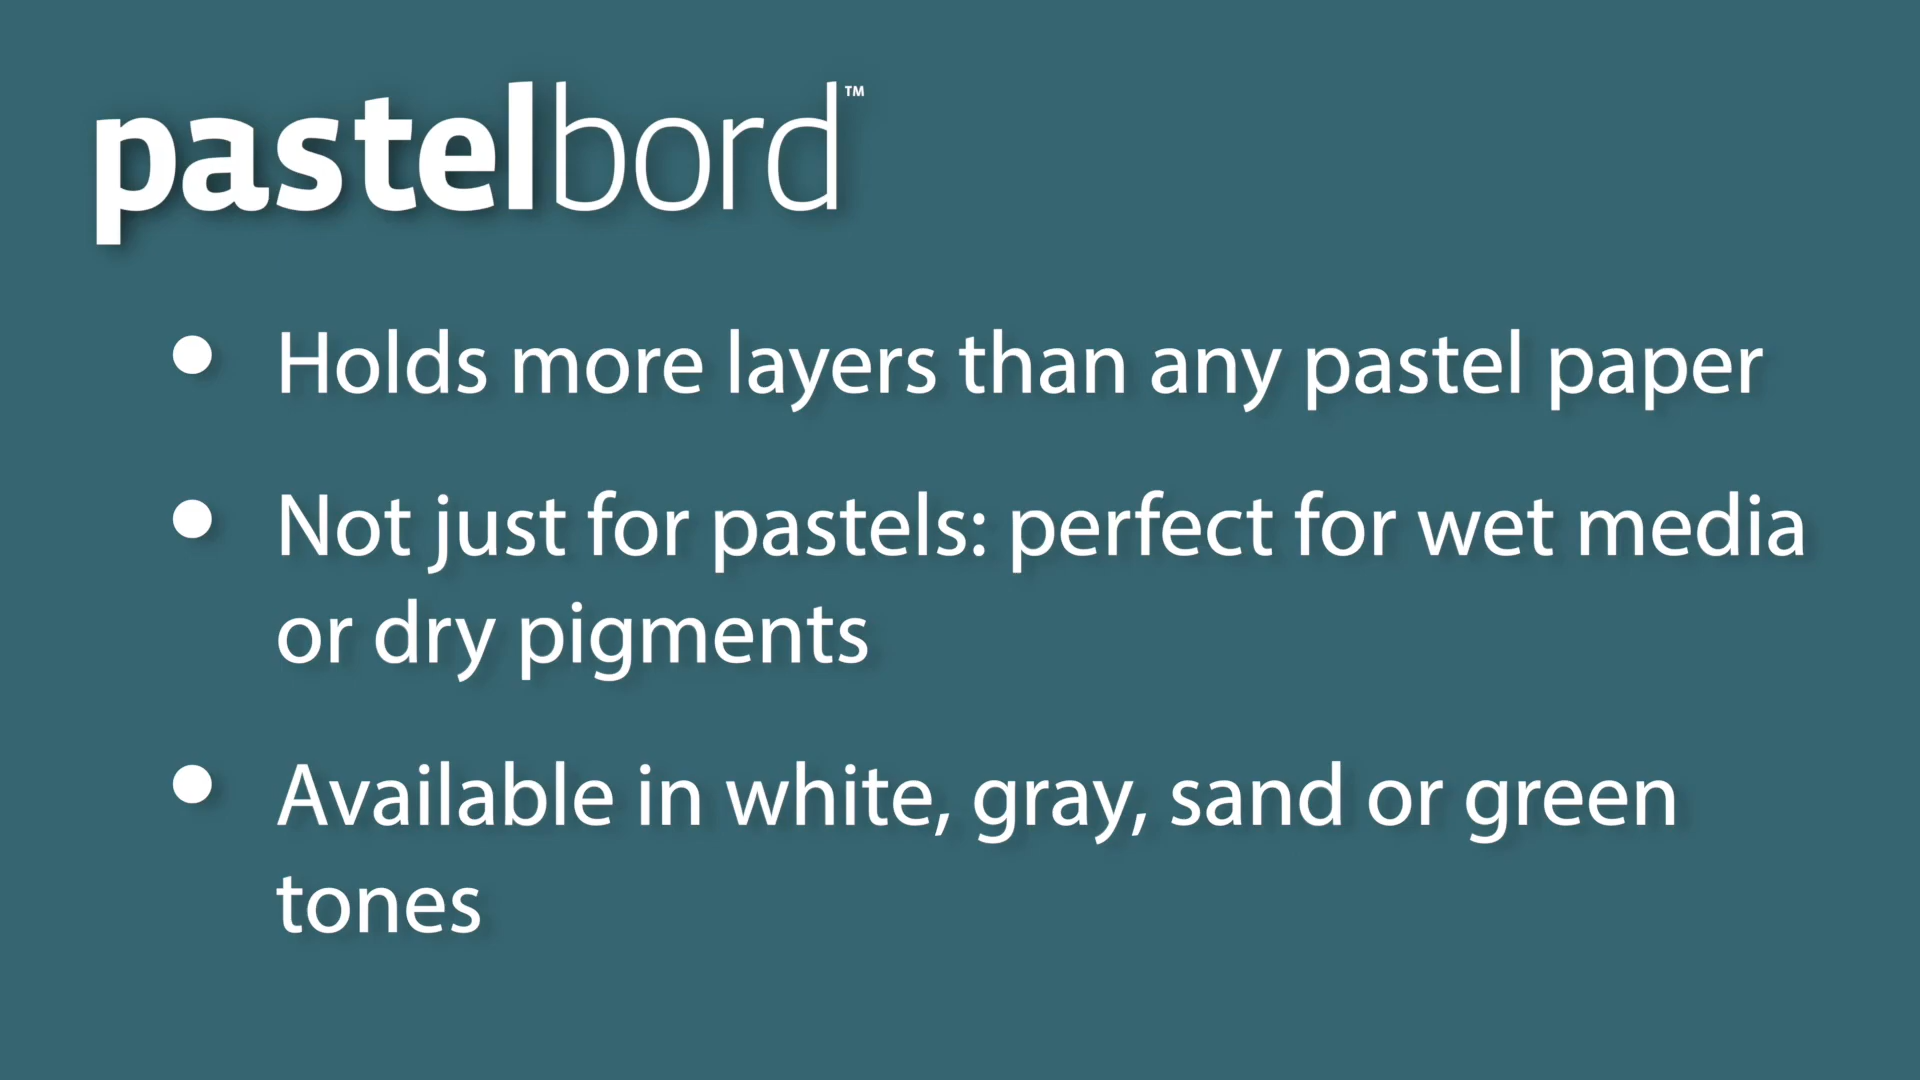 pastelbord™
• Holds more layers than any pastel paper
• Not just for pastels: perfect for wet media
or dry pigments
• Available in white, gray, sand or green
tones